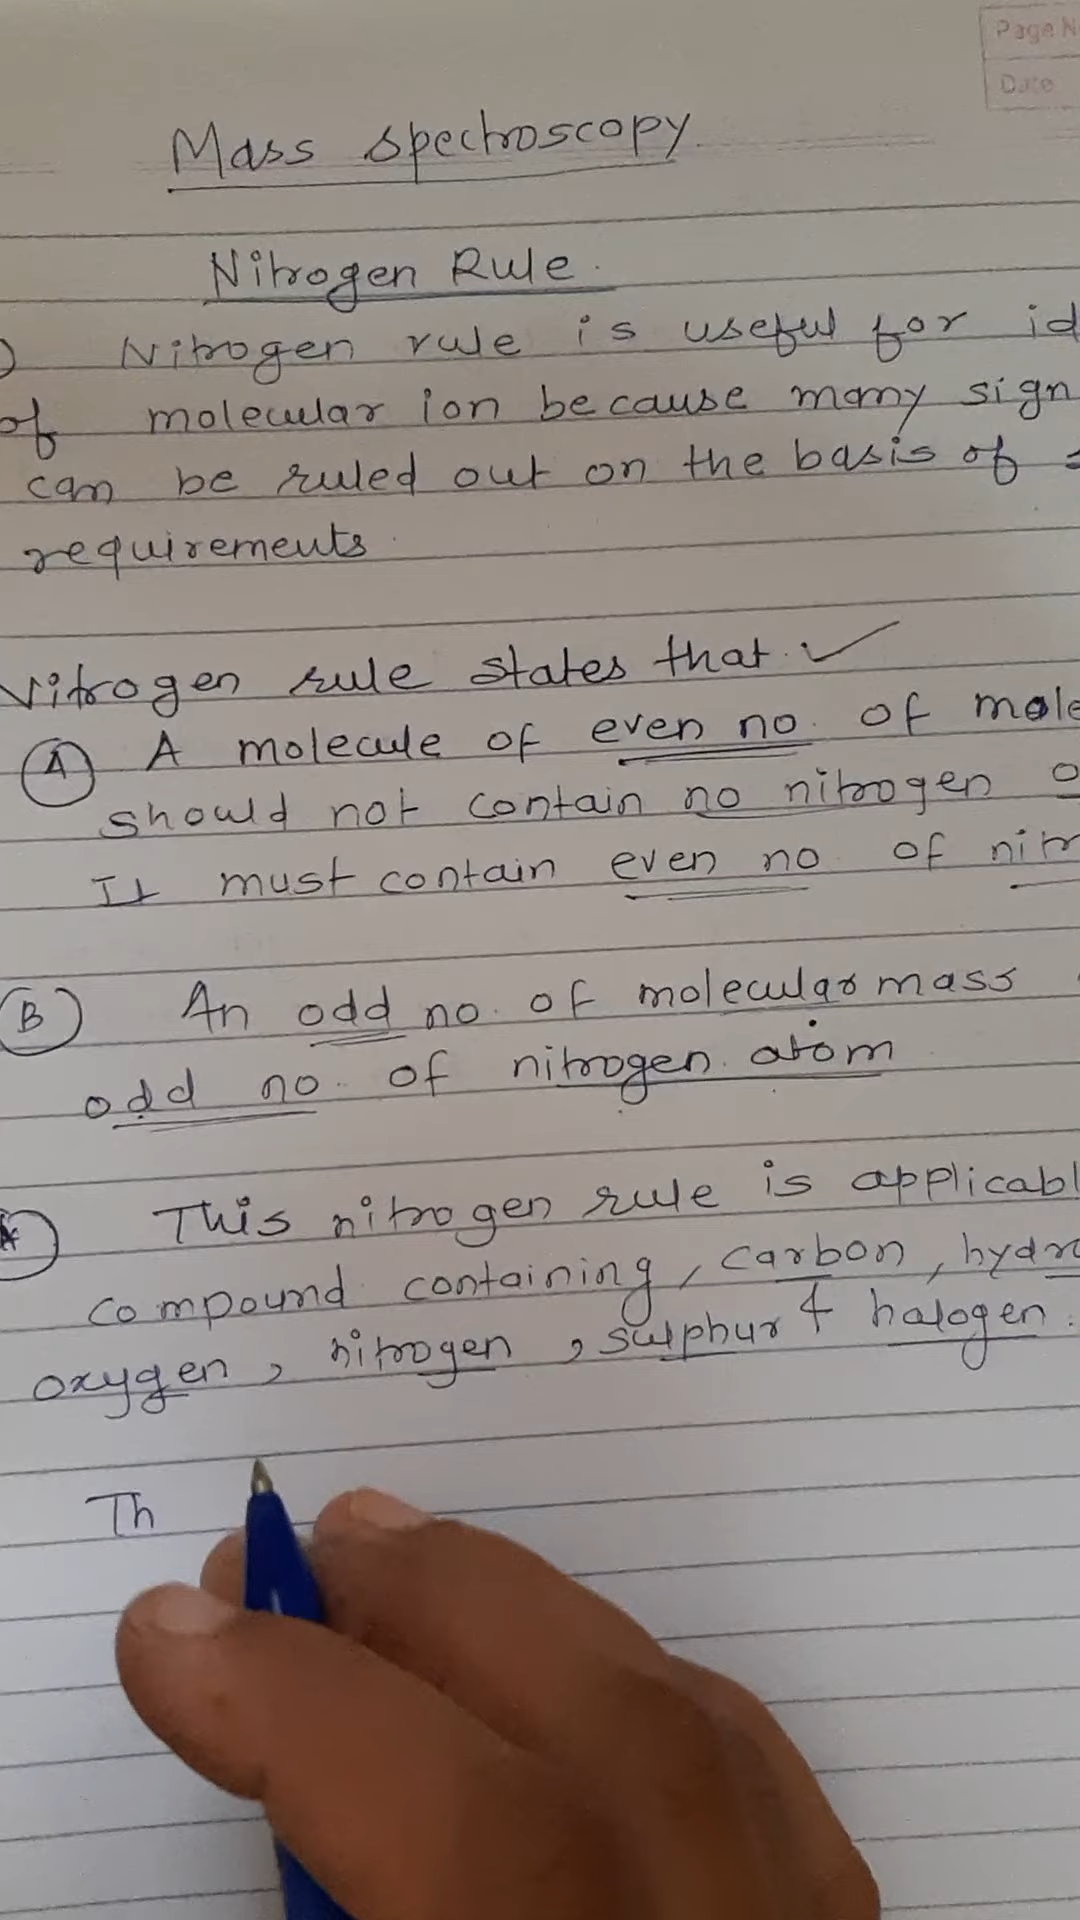 Page N
Date
Mass spectroscopy.
Nitrogen Rule.
Nitrogen rule is useful for id
of molecular ion because many sign
can be ruled out on the basis of
requirements.
Nitrogen rule states that. ✓
A A molecule of even no. of mole
should not contain no nitrogen o
It must contain even no. of nitr
B An odd no. of molecular mass
odd no. of nitrogen. atom
This nitrogen rule is applicabl
compound containing, carbon, hydro
oxygen, nitrogen, sulphur & halogen.
Th